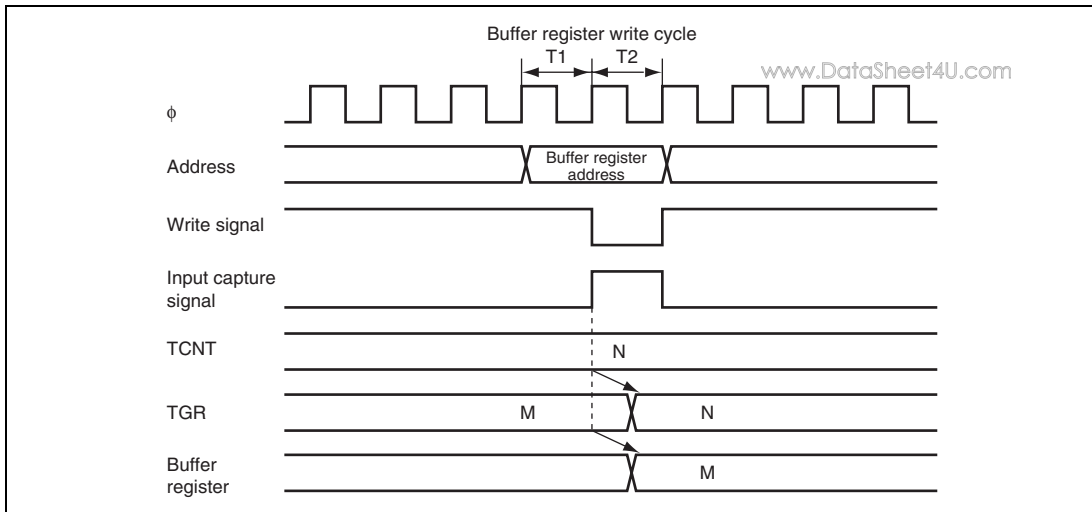 Buffer register write cycle
T1 T2
www.DataSheet4U.com
ϕ
Address
Buffer register
address
Write signal
Input capture
signal
TCNT
N
TGR
M N
Buffer
register
M